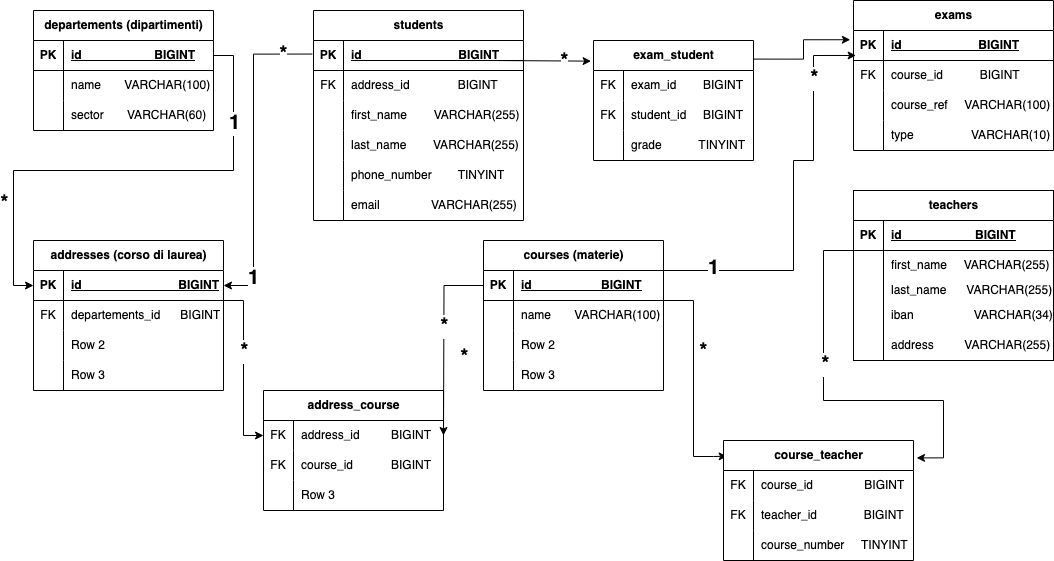 departements (dipartimenti)
PK id BIGINT
name VARCHAR(100)
sector VARCHAR(60)
students
PK id BIGINT
FK address_id BIGINT
first_name VARCHAR(255)
last_name VARCHAR(255)
phone_number TINYINT
email VARCHAR(255)
exam_student
FK exam_id BIGINT
FK student_id BIGINT
grade TINYINT
exams
PK id BIGINT
FK course_id BIGINT
course_ref VARCHAR(100)
type VARCHAR(10)
*
*
*
1
*
teachers
PK id BIGINT
first_name VARCHAR(255)
last_name VARCHAR(255)
iban VARCHAR(34)
address VARCHAR(255)
addresses (corso di laurea)
PK id BIGINT
FK departements_id BIGINT
Row 2
Row 3
1
courses (materie)
PK id BIGINT
name VARCHAR(100)
Row 2
Row 3
1
*
*
*
*
*
address_course
FK address_id BIGINT
FK course_id BIGINT
Row 3
course_teacher
FK course_id BIGINT
FK teacher_id BIGINT
course_number TINYINT